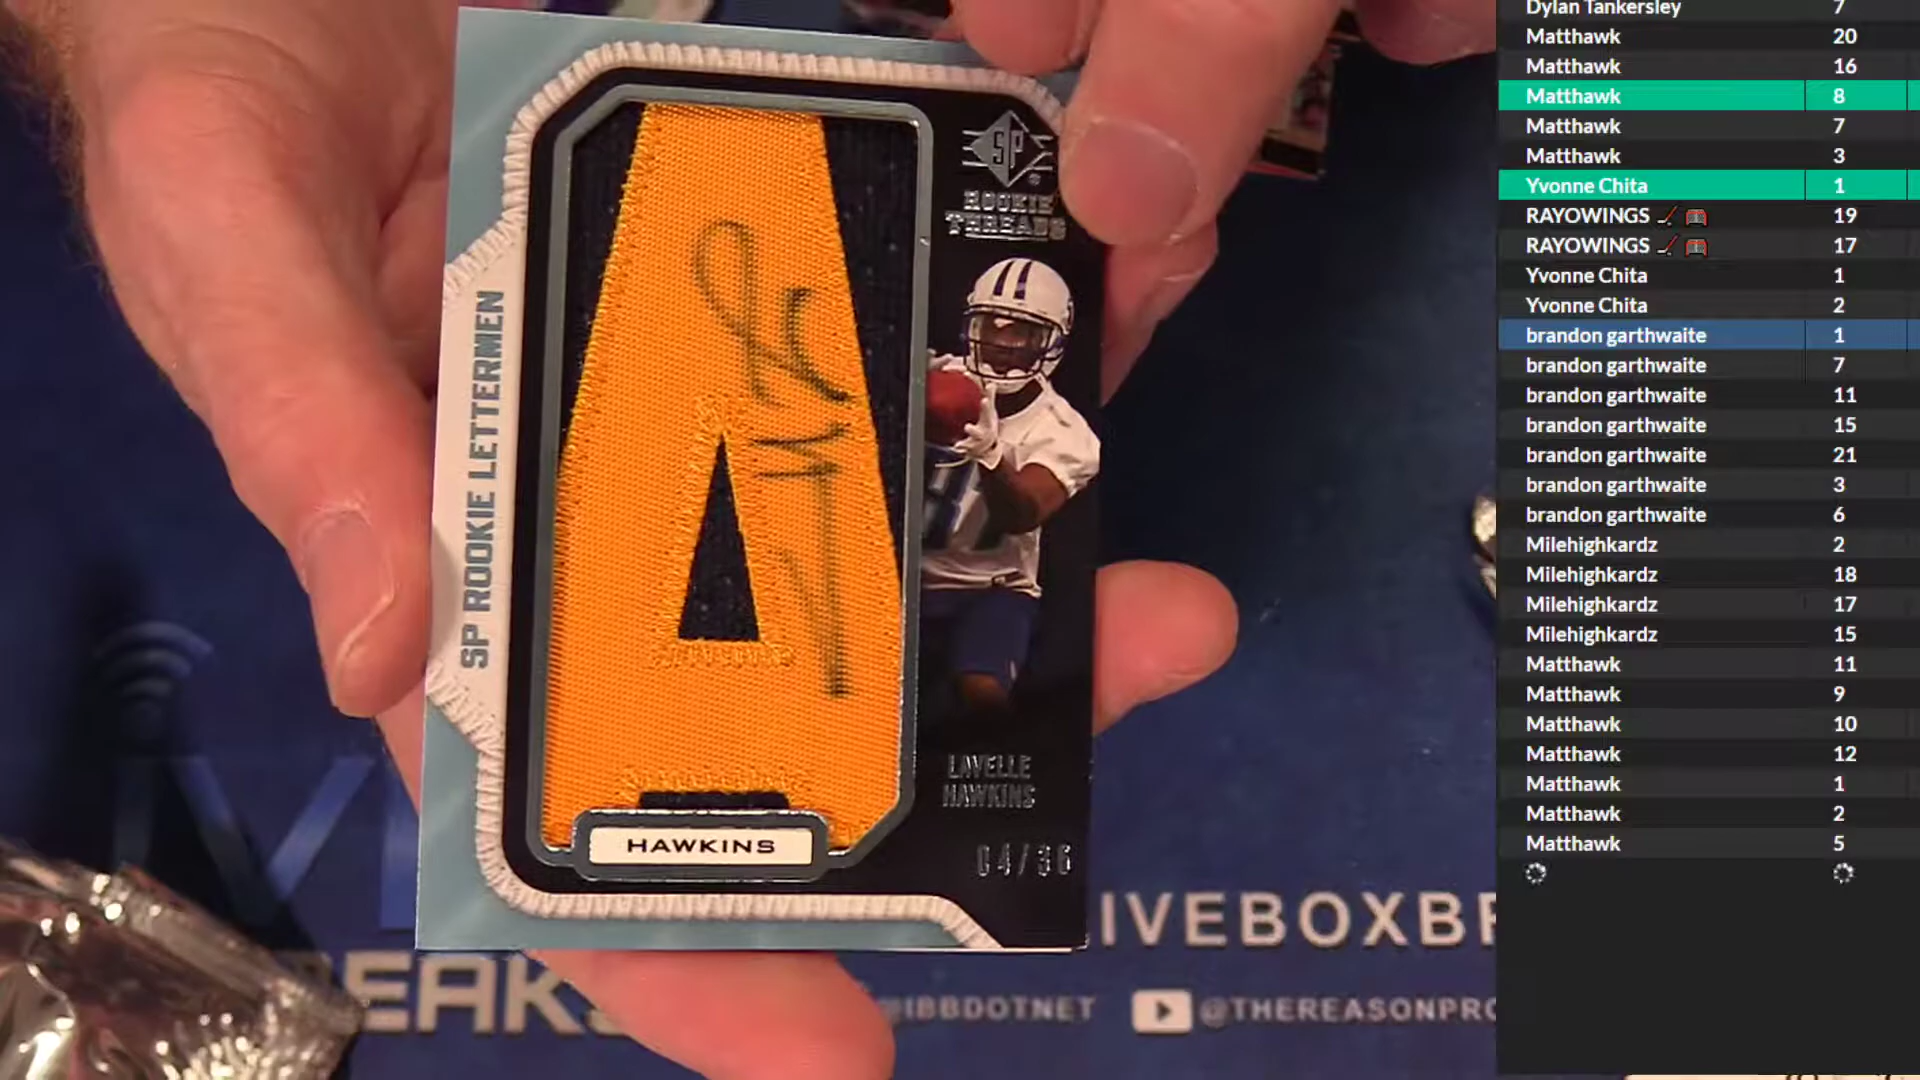 SP ROOKIE LETTERMEN
A
SP
ROOKIE
THREADS
LAVELLE
HAWKINS
HAWKINS
04/36
IVEBOXB
EAKS
@IBBDOTNET
@THEREASONPRO
Dylan Tankersley 7
Matthawk 20
Matthawk 16
Matthawk 8
Matthawk 7
Matthawk 3
Yvonne Chita 1
RAYOWINGS 19
RAYOWINGS 17
Yvonne Chita 1
Yvonne Chita 2
brandon garthwaite 1
brandon garthwaite 7
brandon garthwaite 11
brandon garthwaite 15
brandon garthwaite 21
brandon garthwaite 3
brandon garthwaite 6
Milehighkardz 2
Milehighkardz 18
Milehighkardz 17
Milehighkardz 15
Matthawk 11
Matthawk 9
Matthawk 10
Matthawk 12
Matthawk 1
Matthawk 2
Matthawk 5